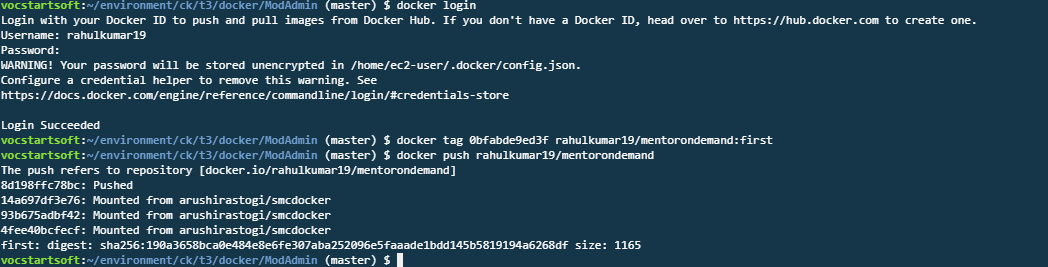 vocstartsoft:~/environment/ck/t3/docker/ModAdmin (master) $ docker login
Login with your Docker ID to push and pull images from Docker Hub. If you don't have a Docker ID, head over to https://hub.docker.com to create one.
Username: rahulkumar19
Password:
WARNING! Your password will be stored unencrypted in /home/ec2-user/.docker/config.json.
Configure a credential helper to remove this warning. See
https://docs.docker.com/engine/reference/commandline/login/#credentials-store
Login Succeeded
vocstartsoft:~/environment/ck/t3/docker/ModAdmin (master) $ docker tag 0bfabde9ed3f rahulkumar19/mentorondemand:first
vocstartsoft:~/environment/ck/t3/docker/ModAdmin (master) $ docker push rahulkumar19/mentorondemand
The push refers to repository [docker.io/rahulkumar19/mentorondemand]
8d198ffc78bc: Pushed
14a697df3e76: Mounted from arushirastogi/smcdocker
93b675adbf42: Mounted from arushirastogi/smcdocker
4fee40bcfecf: Mounted from arushirastogi/smcdocker
first: digest: sha256:190a3658bca0e484e8e6fe307aba252096e5faaade1bdd145b5819194a6268df size: 1165
vocstartsoft:~/environment/ck/t3/docker/ModAdmin (master) $